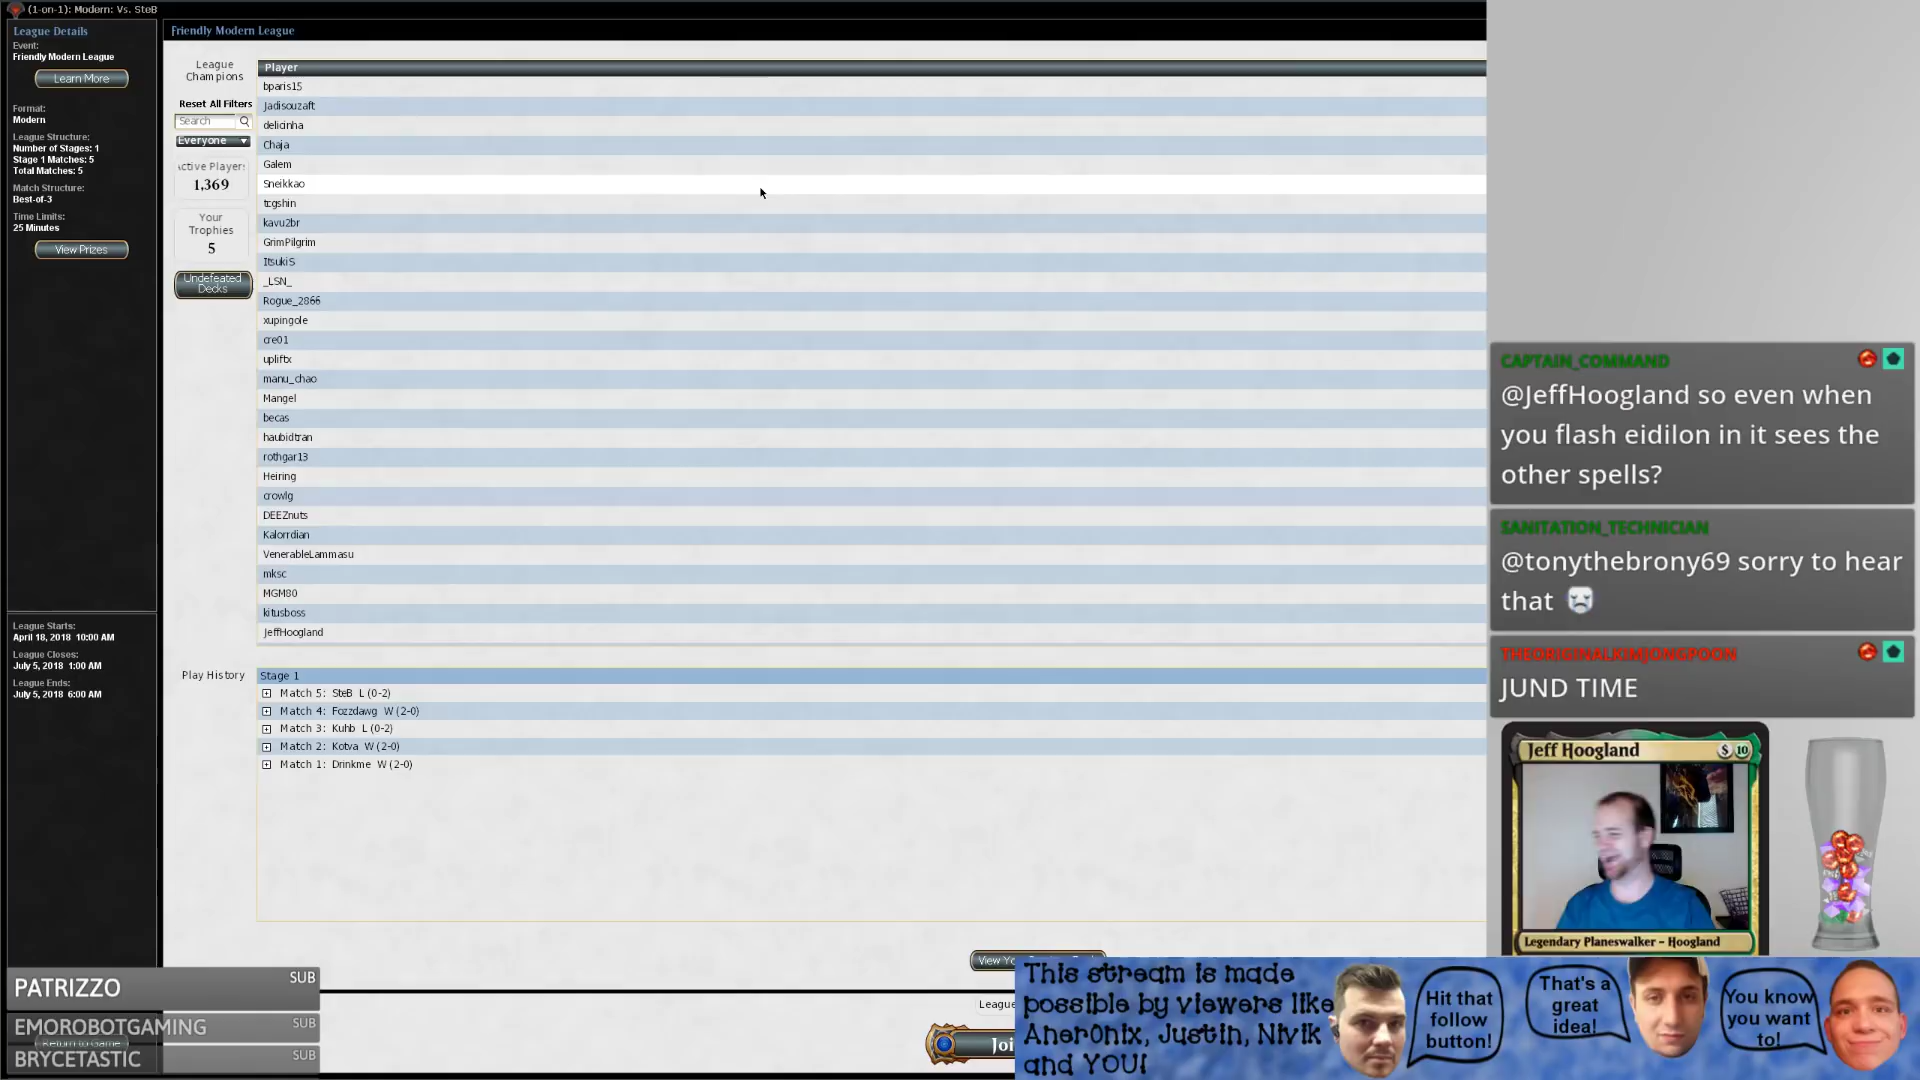 (1-on-1): Modern: Vs. SteB
League Details
Event:
Friendly Modern League
Learn More
Format:
Modern
League Structure:
Number of Stages: 1
Stage 1 Matches: 5
Total Matches: 5
Match Structure:
Best-of-3
Time Limits:
25 Minutes
View Prizes
League Starts:
April 18, 2018 10:00 AM
League Closes:
July 5, 2018 1:00 AM
League Ends:
July 5, 2018 6:00 AM
Friendly Modern League
League
Champions
Reset All Filters
Search
Everyone
Active Players
1,369
Your
Trophies
5
Undefeated
Decks
Player
bparis15
Jadisouzaft
delicinha
Chaja
Galem
Sneikkao
tcgshin
kavu2br
GrimPilgrim
ItsukiS
_LSN_
Rogue_2866
xupingole
cre01
upliftx
manu_chao
Mangel
becas
haubidtran
rothgar13
Heiring
crowlg
DEEZnuts
Kalorrdian
VenerableLammasu
mksc
MGM80
kitusboss
JeffHoogland
Play History
Stage 1
Match 5: SteB L (0-2)
Match 4: Fozzdawg W (2-0)
Match 3: Kuhb L (0-2)
Match 2: Kotva W (2-0)
Match 1: Drinkme W (2-0)
View Yo
League
Joi
PATRIZZO SUB
EMOROBOTGAMING SUB
Return to Game
BRYCETASTIC SUB
CAPTAIN_COMMAND
@JeffHoogland so even when
you flash eidilon in it sees the
other spells?
SANITATION_TECHNICIAN
@tonythebrony69 sorry to hear
that
THEORIGINALKIMJONGPOON
JUND TIME
Jeff Hoogland $ 10
Legendary Planeswalker - Hoogland
This stream is made
possible by viewers like
Aner0nix, Justin, Nivik
and YOU!
Hit that
follow
button!
That's a
great
idea!
You know
you want
to!